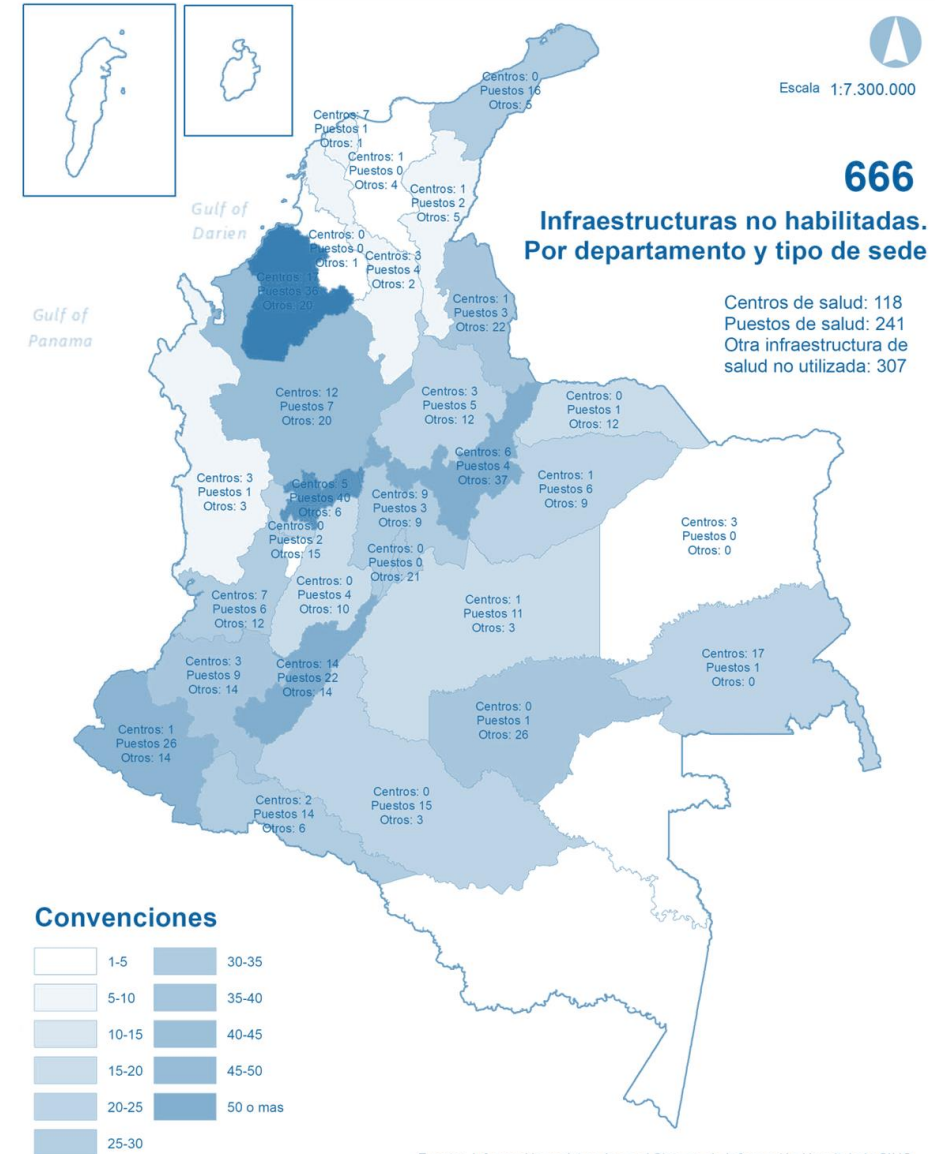 Escala 1:7.300.000
666
Infraestructuras no habilitadas.
Por departamento y tipo de sede
Centros de salud: 118
Puestos de salud: 241
Otra infraestructura de
salud no utilizada: 307
Gulf of
Darien
Gulf of
Panama
Centros: 0
Puestos 16
Otros: 5
Centros: 7
Puestos 1
Otros: 1
Centros: 1
Puestos 0
Otros: 4
Centros: 1
Puestos 2
Otros: 5
Centros: 0
Puestos 0
Otros: 1
Centros: 3
Puestos 4
Otros: 2
Puestos 36
Otros: 20
Centros: 1
Puestos 3
Otros: 22
Centros: 12
Puestos 7
Otros: 20
Centros: 3
Puestos 5
Otros: 12
Centros: 0
Puestos 1
Otros: 12
Centros: 6
Puestos 4
Otros: 37
Centros: 1
Puestos 6
Otros: 9
Centros: 3
Puestos 1
Otros: 3
Centros: 5
Puestos 40
Otros: 6
Centros: 9
Puestos 3
Otros: 9
Centros: 0
Puestos 2
Otros: 15
Centros: 3
Puestos 0
Otros: 0
Centros: 0
Puestos 0
Otros: 21
Centros: 0
Puestos 4
Otros: 10
Centros: 7
Puestos 6
Otros: 12
Centros: 1
Puestos 11
Otros: 3
Centros: 3
Puestos 9
Otros: 14
Centros: 14
Puestos 22
Otros: 14
Centros: 17
Puestos 1
Otros: 0
Centros: 0
Puestos 1
Otros: 26
Centros: 1
Puestos 26
Otros: 14
Centros: 2
Puestos 14
Otros: 6
Centros: 0
Puestos 15
Otros: 3
Convenciones
1-5
5-10
10-15
15-20
20-25
25-30
30-35
35-40
40-45
45-50
50 o mas